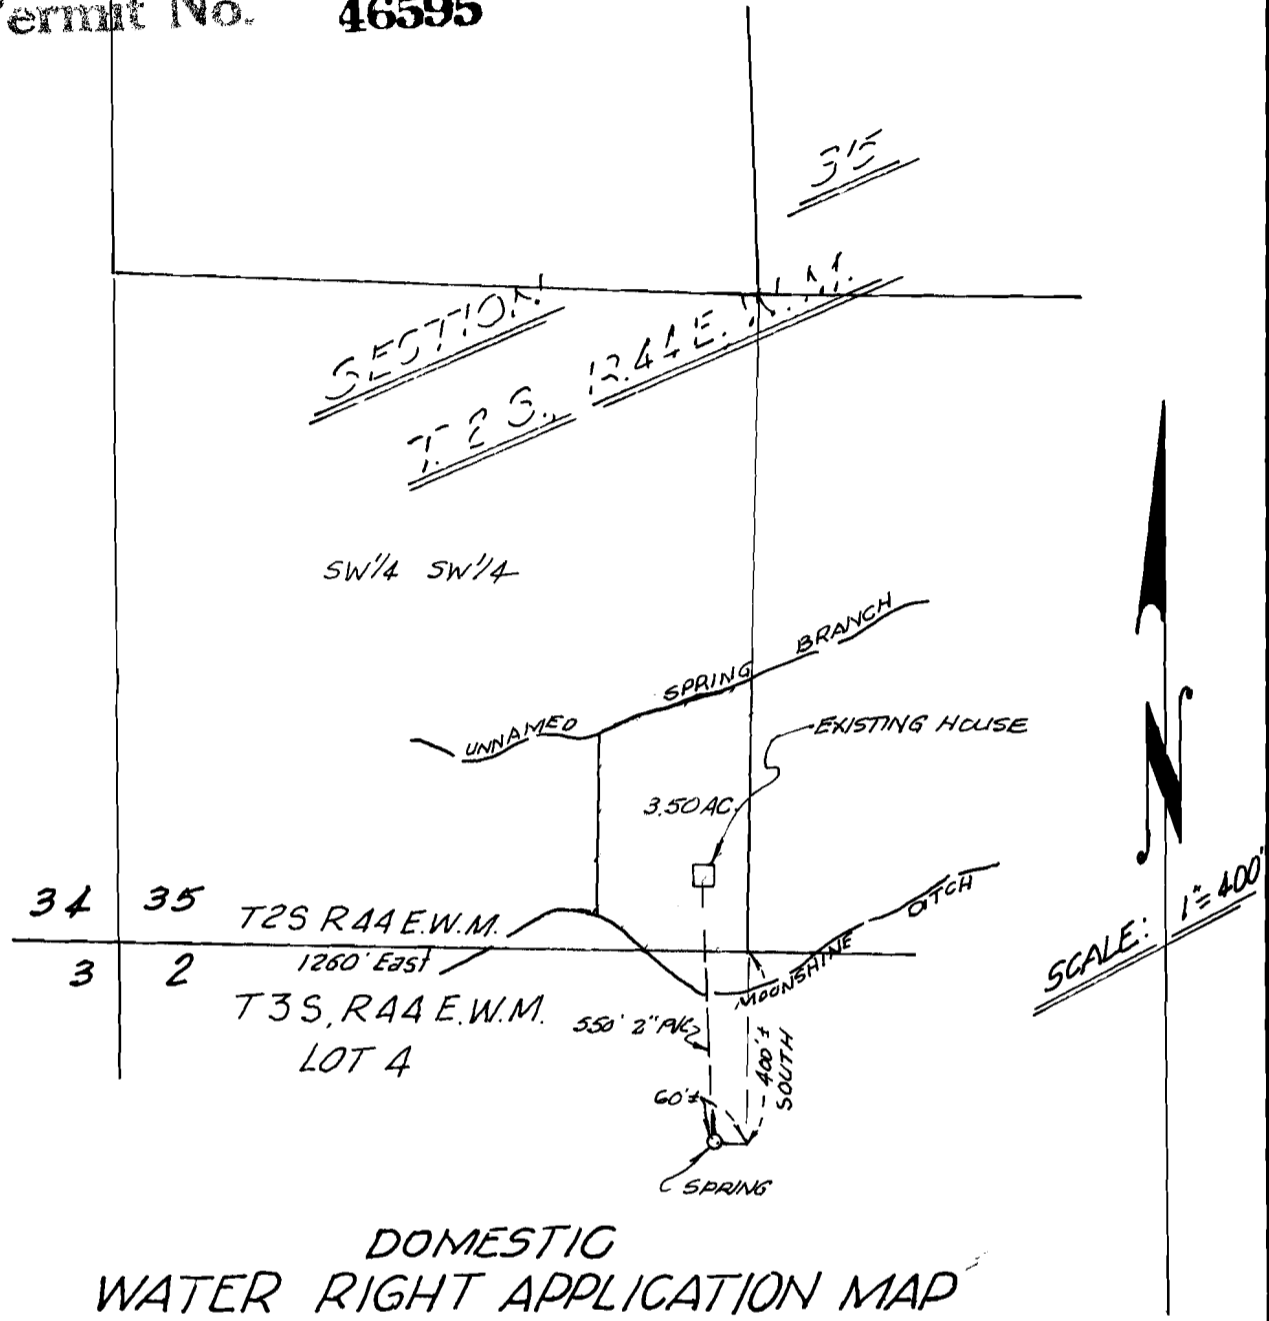 Permit No. 46595
35
SECTION
T. 2 S., R. 44 E. W. M.
SW1/4 SW1/4
UNNAMED SPRING BRANCH
EXISTING HOUSE
3.50 AC.
34 35
T2S R44 E.W.M.
1260' East
3 2
T3S, R44 E.W.M.
LOT 4
MOONSHINE DITCH
550' 2" PVC
400'±
SOUTH
60'±
SPRING
N
SCALE: 1"=400'
DOMESTIC
WATER RIGHT APPLICATION MAP